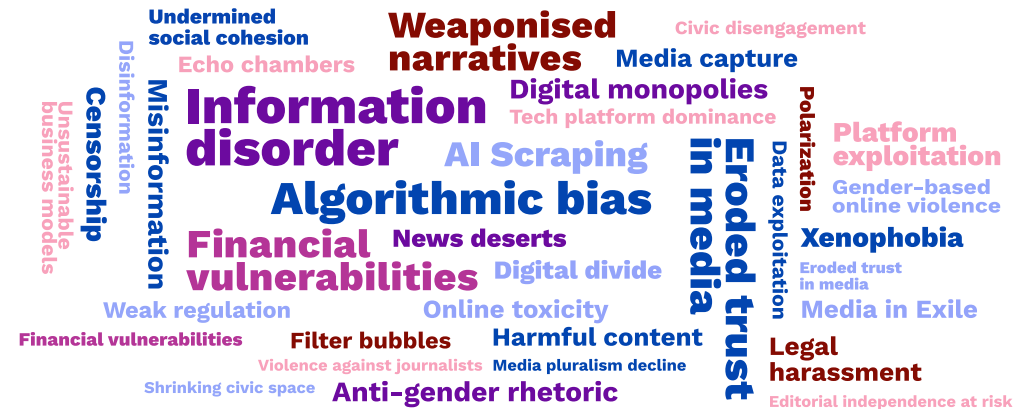 Undermined
social cohesion
Weaponised
narratives
Civic disengagement
Echo chambers
Media capture
Disinformation
Misinformation
Censorship
Unsustainable
business models
Information
disorder
Digital monopolies
Tech platform dominance
AI Scraping
Algorithmic bias
Eroded trust
in media
Data exploitation
Polarization
Platform
exploitation
Gender-based
online violence
Xenophobia
Financial
vulnerabilities
News deserts
Digital divide
Eroded trust
in media
Weak regulation
Online toxicity
Media in Exile
Financial vulnerabilities
Filter bubbles
Harmful content
Legal
harassment
Violence against journalists
Media pluralism decline
Shrinking civic space
Anti-gender rhetoric
Editorial independence at risk